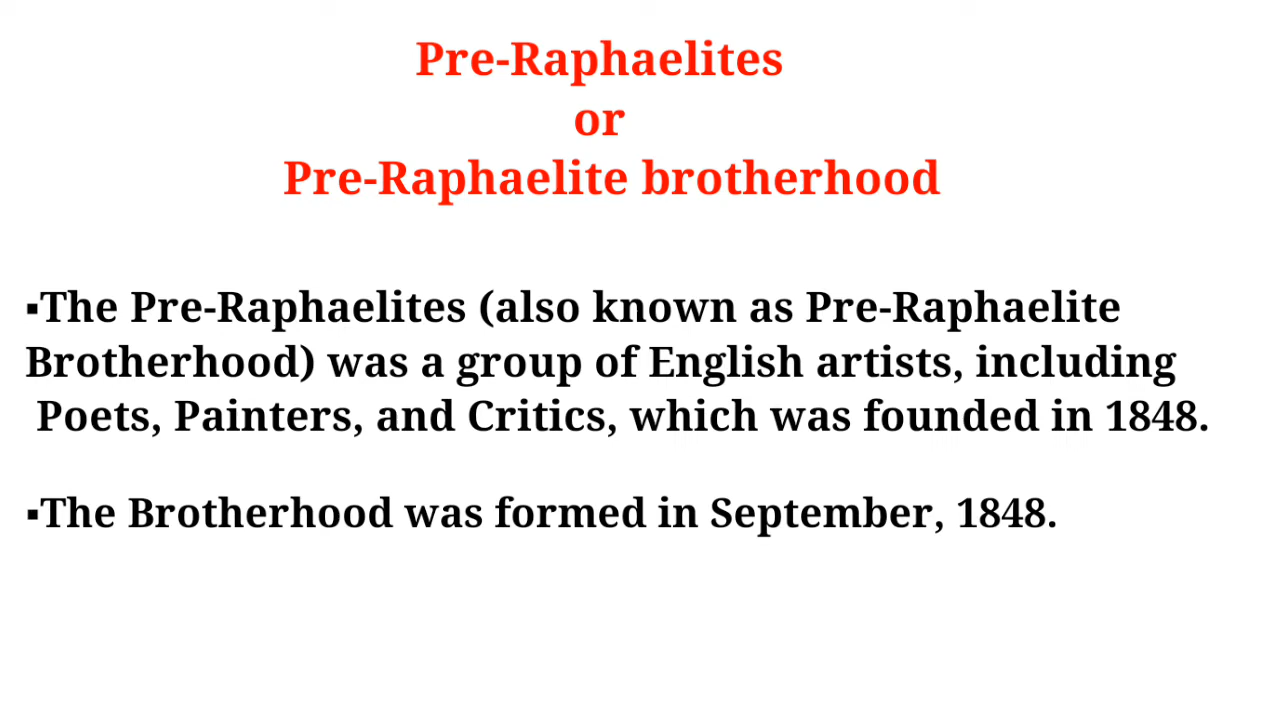 Pre-Raphaelites
or
Pre-Raphaelite brotherhood
▪The Pre-Raphaelites (also known as Pre-Raphaelite
Brotherhood) was a group of English artists, including
Poets, Painters, and Critics, which was founded in 1848.
▪The Brotherhood was formed in September, 1848.